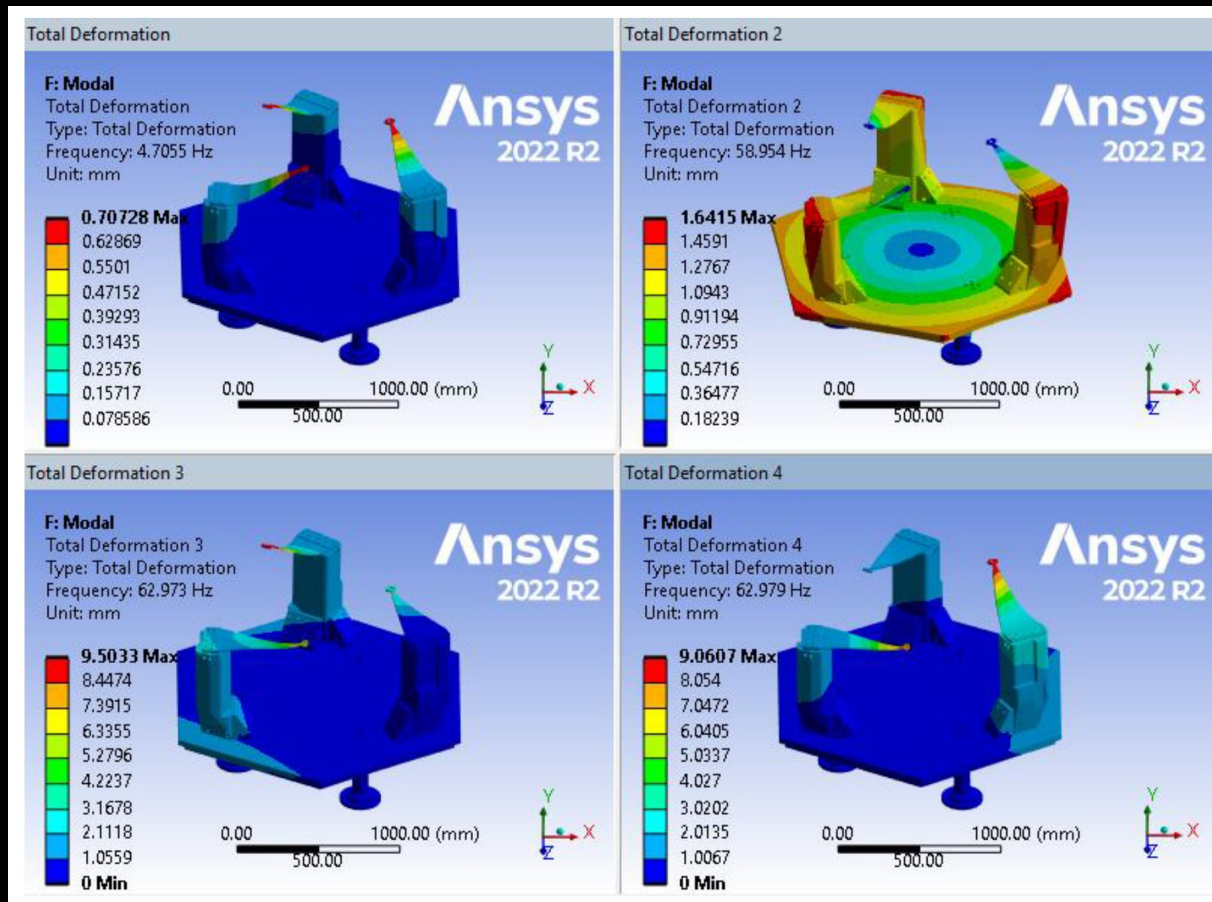 Total Deformation
F: Modal
Total Deformation
Type: Total Deformation
Frequency: 4.7055 Hz
Unit: mm
Ansys
2022 R2
0.70728 Max
0.62869
0.5501
0.47152
0.39293
0.31435
0.23576
0.15717
0.078586
0.00
1000.00 (mm)
500.00
Y
X
Z
Total Deformation 2
F: Modal
Total Deformation 2
Type: Total Deformation
Frequency: 58.954 Hz
Unit: mm
Ansys
2022 R2
1.6415 Max
1.4591
1.2767
1.0943
0.91194
0.72955
0.54716
0.36477
0.18239
0.00
1000.00 (mm)
500.00
Y
X
Z
Total Deformation 3
F: Modal
Total Deformation 3
Type: Total Deformation
Frequency: 62.973 Hz
Unit: mm
Ansys
2022 R2
9.5033 Max
8.4474
7.3915
6.3355
5.2796
4.2237
3.1678
2.1118
1.0559
0 Min
0.00
1000.00 (mm)
500.00
Y
X
Z
Total Deformation 4
F: Modal
Total Deformation 4
Type: Total Deformation
Frequency: 62.979 Hz
Unit: mm
Ansys
2022 R2
9.0607 Max
8.054
7.0472
6.0405
5.0337
4.027
3.0202
2.0135
1.0067
0 Min
0.00
1000.00 (mm)
500.00
Y
X
Z